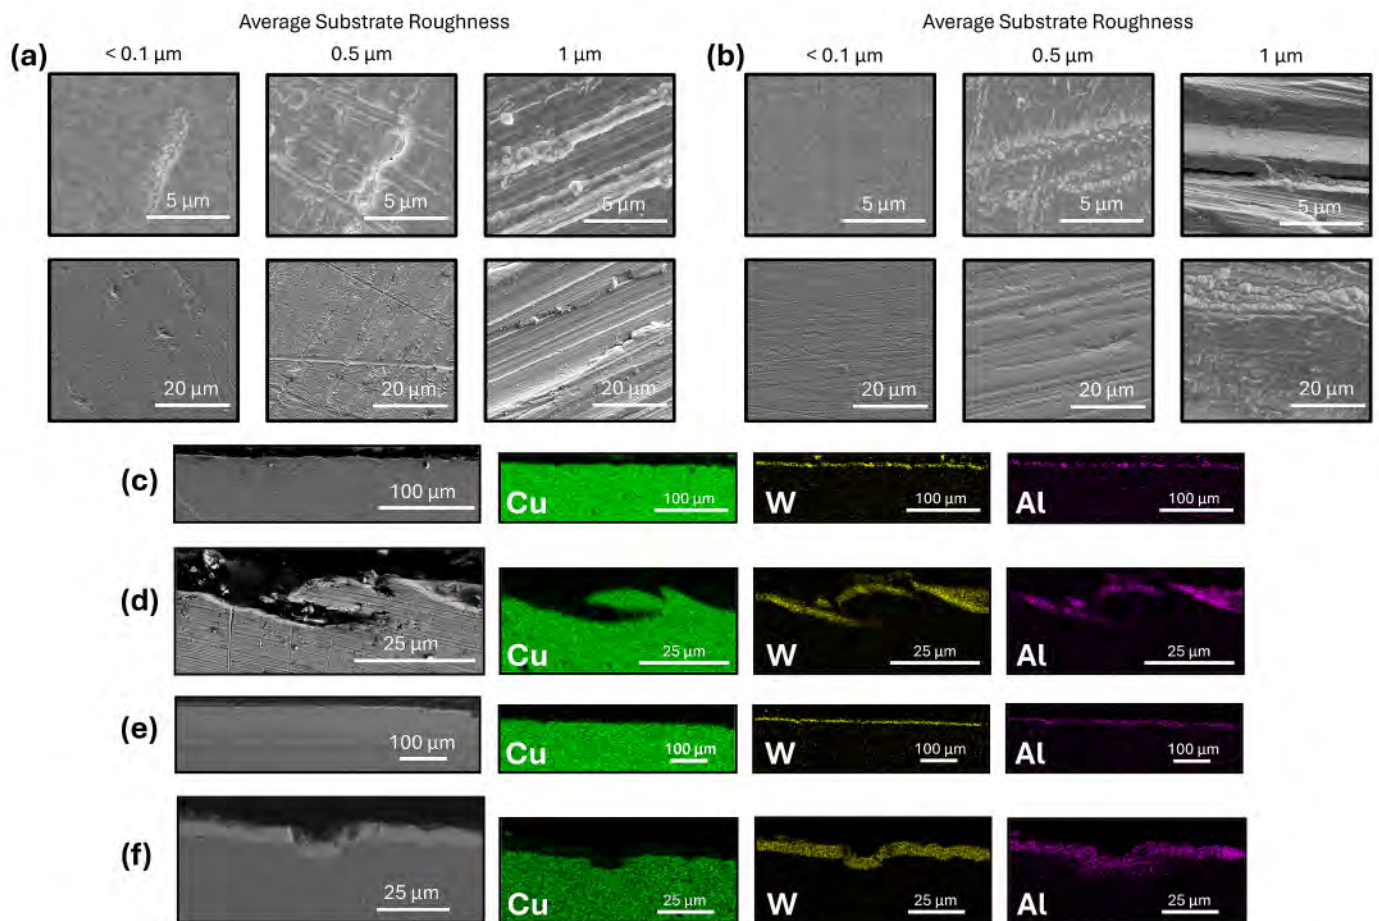 Average Substrate Roughness
Average Substrate Roughness
(a)
< 0.1 µm
0.5 µm
1 µm
(b)
< 0.1 µm
0.5 µm
1 µm
5 µm
5 µm
5 µm
5 µm
5 µm
5 µm
20 µm
20 µm
20 µm
20 µm
20 µm
20 µm
(c)
100 µm
Cu
100 µm
W
100 µm
Al
100 µm
(d)
25 µm
Cu
25 µm
W
25 µm
Al
25 µm
(e)
100 µm
Cu
100 µm
W
100 µm
Al
100 µm
(f)
25 µm
Cu
25 µm
W
25 µm
Al
25 µm